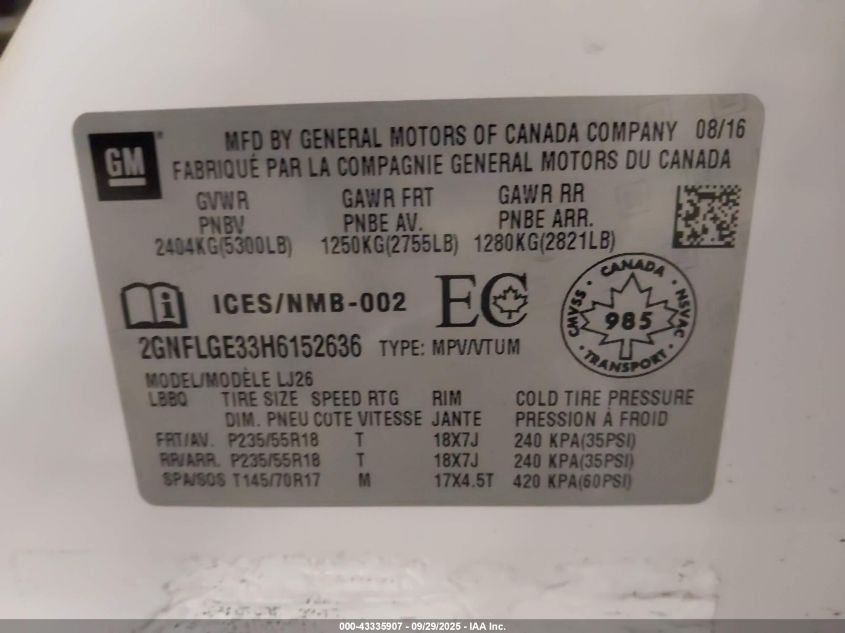 GM
MFD BY GENERAL MOTORS OF CANADA COMPANY 08/16
FABRIQUÉ PAR LA COMPAGNIE GENERAL MOTORS DU CANADA
GVWR GAWR FRT GAWR RR
PNBV PNBE AV. PNBE ARR.
2404KG(5300LB) 1250KG(2755LB) 1280KG(2821LB)
ICES/NMB-002 EC
CANADA CMVSS 985 NSVAC TRANSPORT
2GNFLGE33H6152636 TYPE: MPV/VTUM
MODEL/MODÈLE LJ26
LBBQ TIRE SIZE SPEED RTG RIM COLD TIRE PRESSURE
DIM. PNEU COTE VITESSE JANTE PRESSION À FROID
FRT/AV. P235/55R18 T 18X7J 240 KPA(35PSI)
RR/ARR. P235/55R18 T 18X7J 240 KPA(35PSI)
SPA/SOS T145/70R17 M 17X4.5T 420 KPA(60PSI)
000-43335907 - 09/29/2025 - IAA Inc.